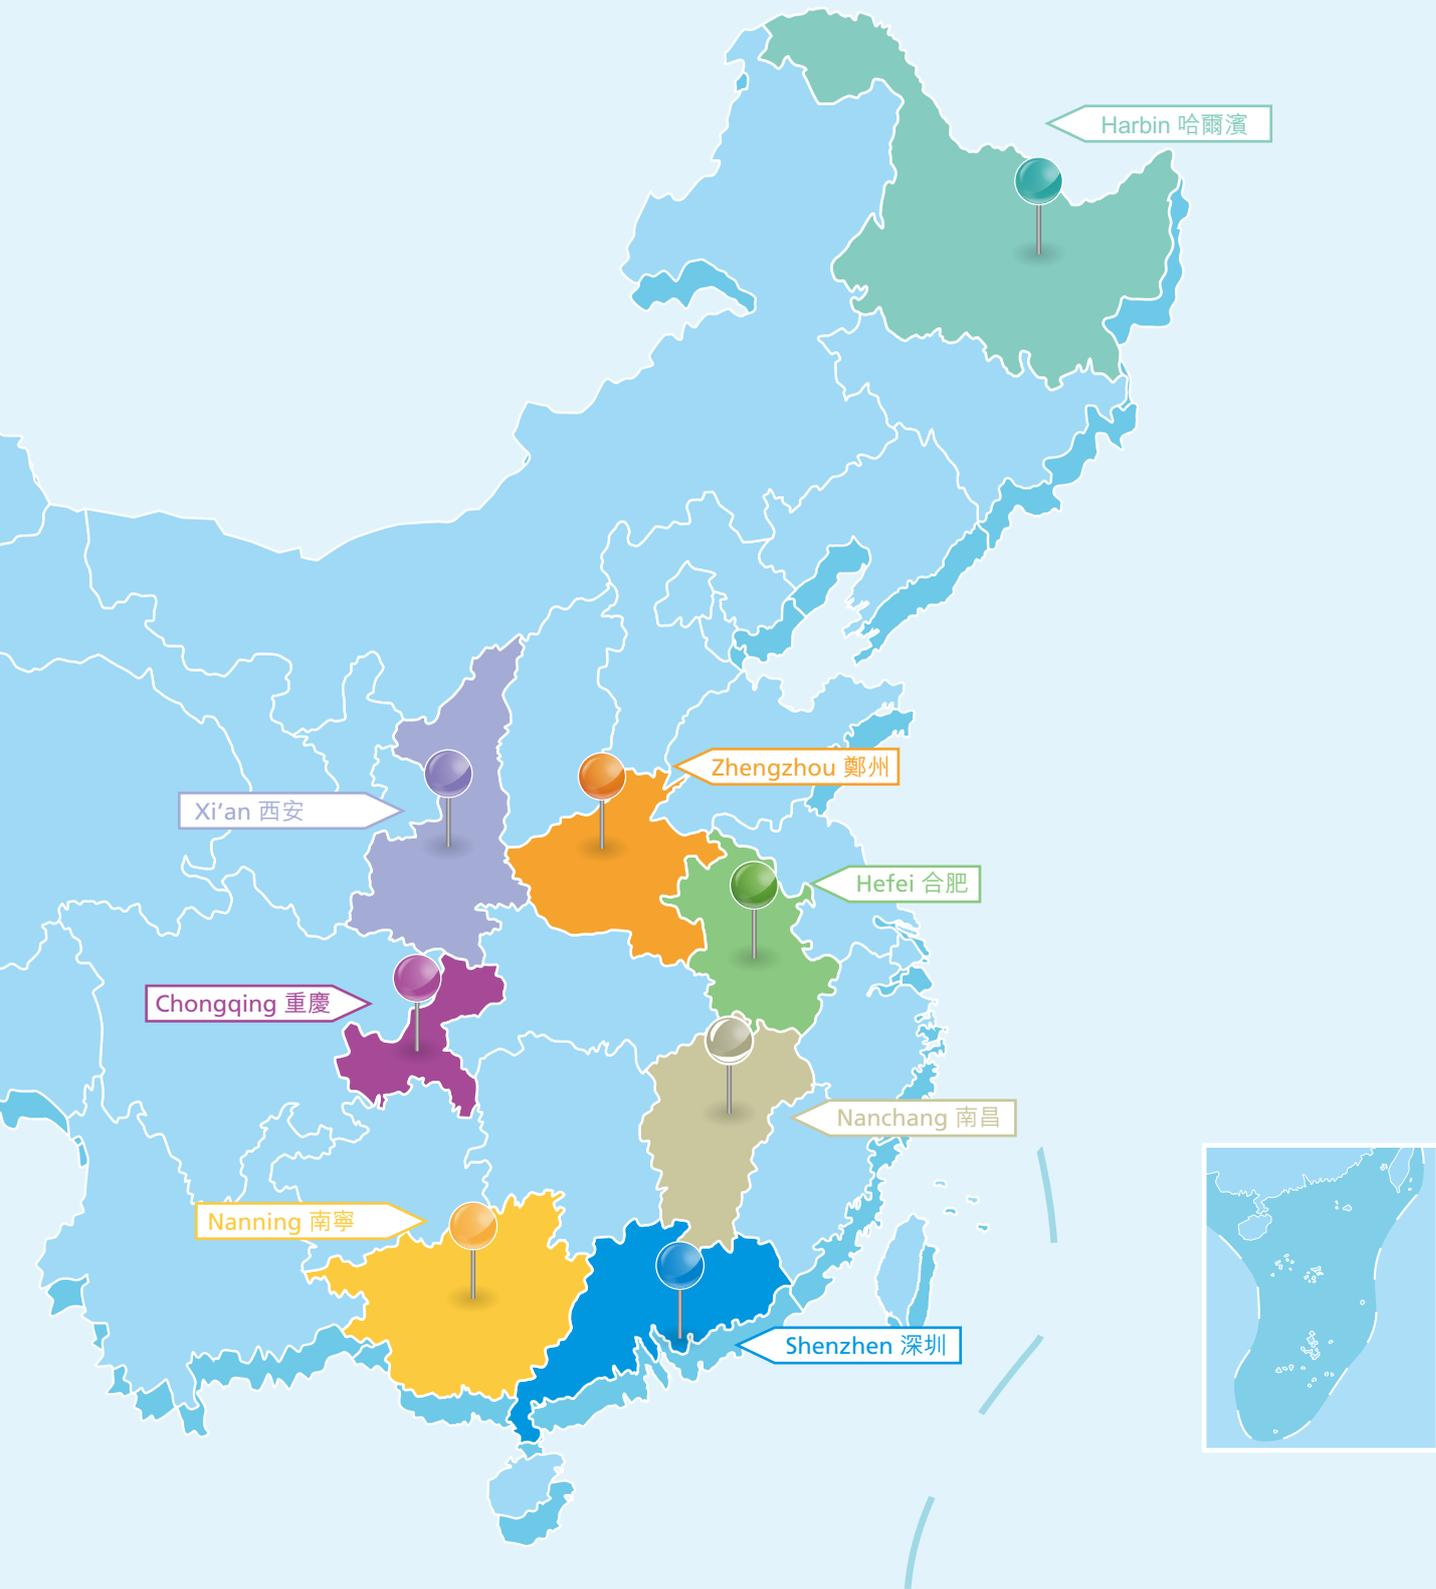 Harbin 哈爾濱
Zhengzhou 鄭州
Xi'an 西安
Hefei 合肥
Chongqing 重慶
Nanchang 南昌
Nanning 南寧
Shenzhen 深圳